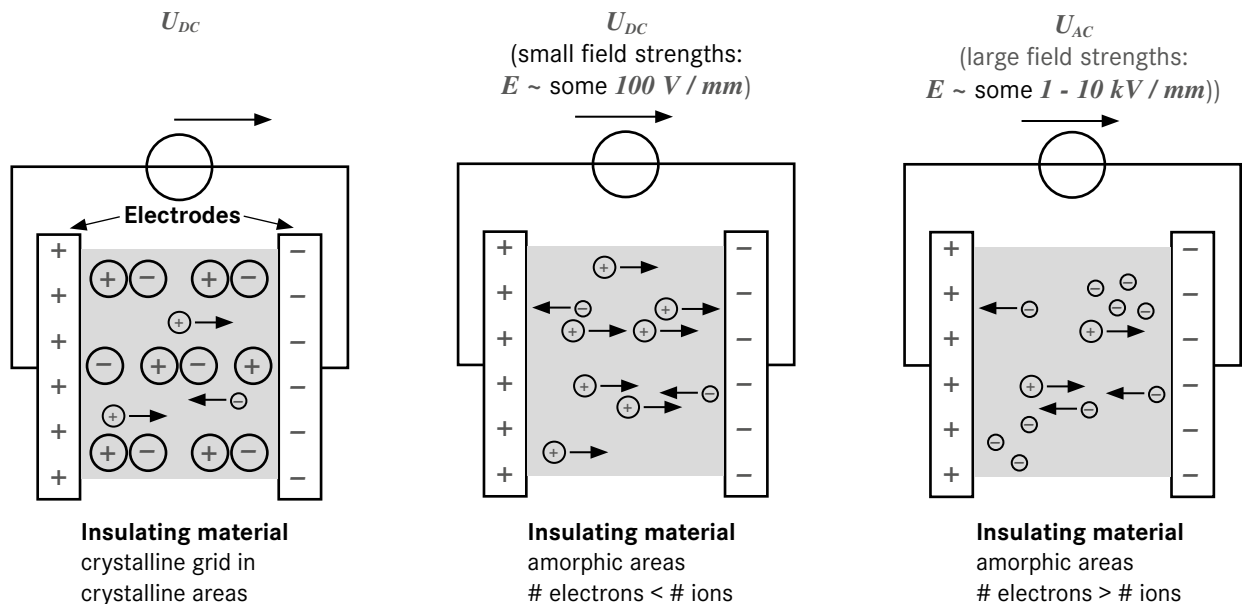 U_DC
U_DC
(small field strengths:
E ~ some 100 V / mm)
U_AC
(large field strengths:
E ~ some 1 - 10 kV / mm))
Electrodes
Insulating material
crystalline grid in
crystalline areas
Insulating material
amorphic areas
# electrons < # ions
Insulating material
amorphic areas
# electrons > # ions